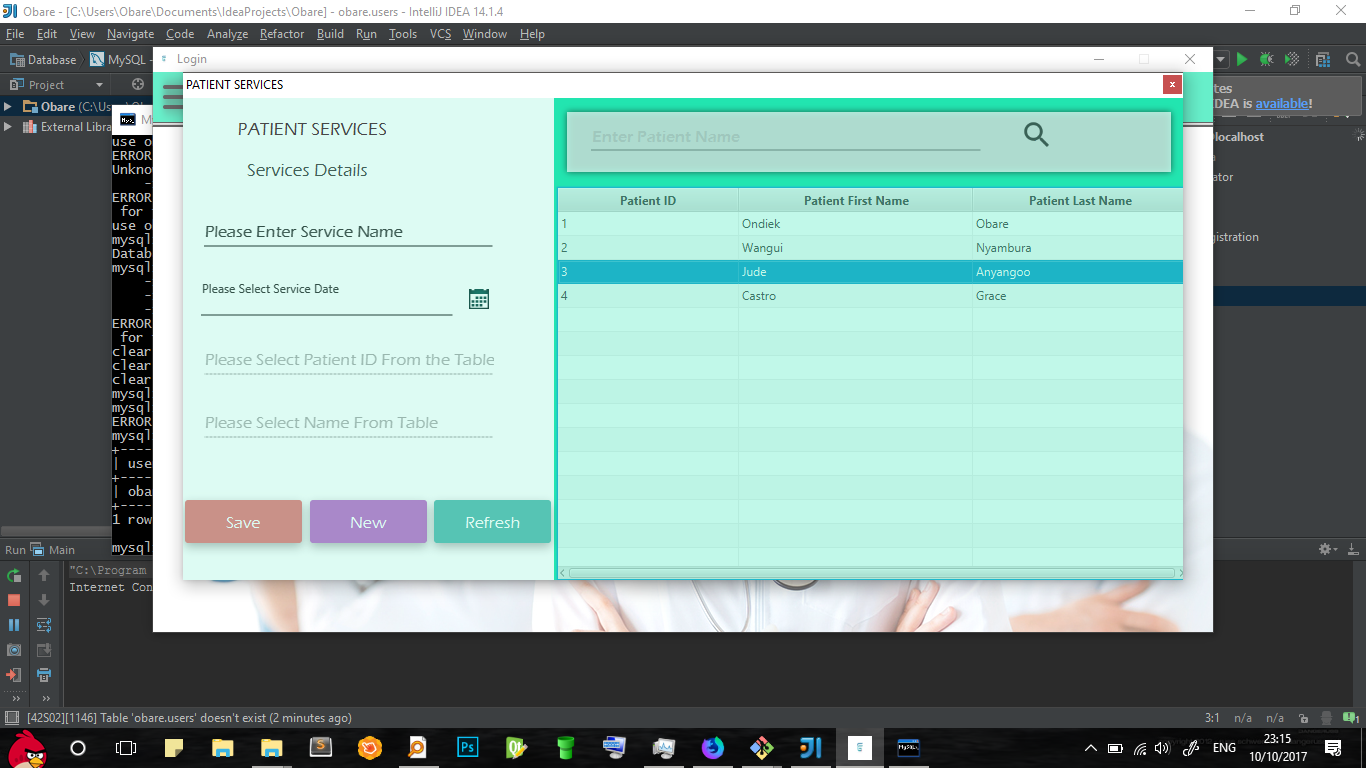 Obare - [C:\Users\Obare\Documents\IdeaProjects\Obare] - obare.users - IntelliJ IDEA 14.1.4
File Edit View Navigate Code Analyze Refactor Build Run Tools VCS Window Help
Database MySQL - Login
Project
PATIENT SERVICES
x
tes
IDEA is available!
Obare (C:\Users
External Libra
localhost
ator
istration
PATIENT SERVICES
Services Details
Please Enter Service Name
Please Select Service Date
Please Select Patient ID From the Table
Please Select Name From Table
Save New Refresh
Enter Patient Name
Patient ID Patient First Name Patient Last Name
1 Ondiek Obare
2 Wangui Nyambura
3 Jude Anyangoo
4 Castro Grace
use o
ERROR
Unkno
-
ERROR
for
use o
mysql
Datab
mysql
-
-
-
ERROR
for
clear
clear
clear
mysql
mysql
ERROR
mysql
+----
| use
+----
| oba
+----
1 row
mysql
Run Main
"C:\Program
Internet Con
[42S02][1146] Table 'obare.users' doesn't exist (2 minutes ago)
3:1 n/a n/a
1
Ps
Qt
MySQL
ENG
23:15
10/10/2017